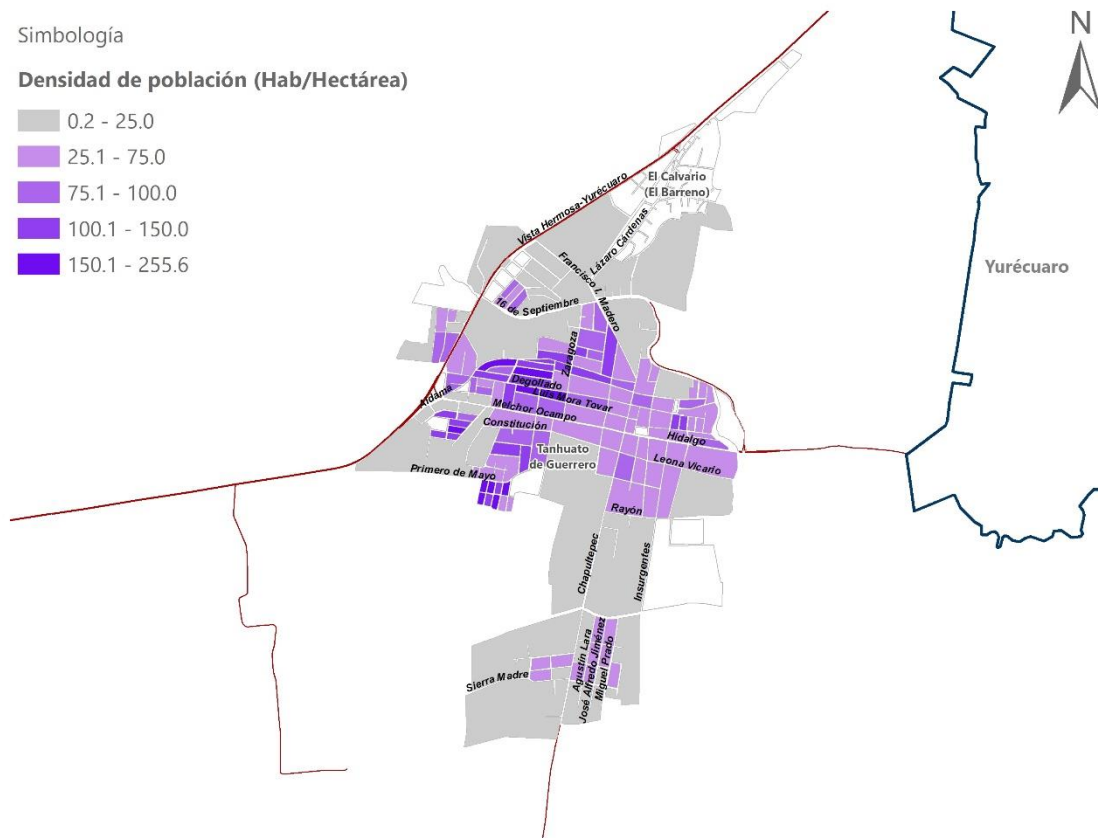 Simbología
Densidad de población (Hab/Hectárea)
0.2 - 25.0
25.1 - 75.0
75.1 - 100.0
100.1 - 150.0
150.1 - 255.6
N
El Calvario
(El Barreno)
Vista Hermosa-Yurécuaro
Lázaro Cárdenas
Francisco I. Madero
Yurécuaro
16 de Septiembre
Zaragoza
Degollado
Aldama
Luis Mora Tovar
Melchor Ocampo
Constitución
Hidalgo
Tanhuato
de Guerrero
Leona Vicario
Primero de Mayo
Rayón
Chapultepec
Insurgentes
Agustín Lara
José Alfredo Jiménez
Miguel Prado
Sierra Madre